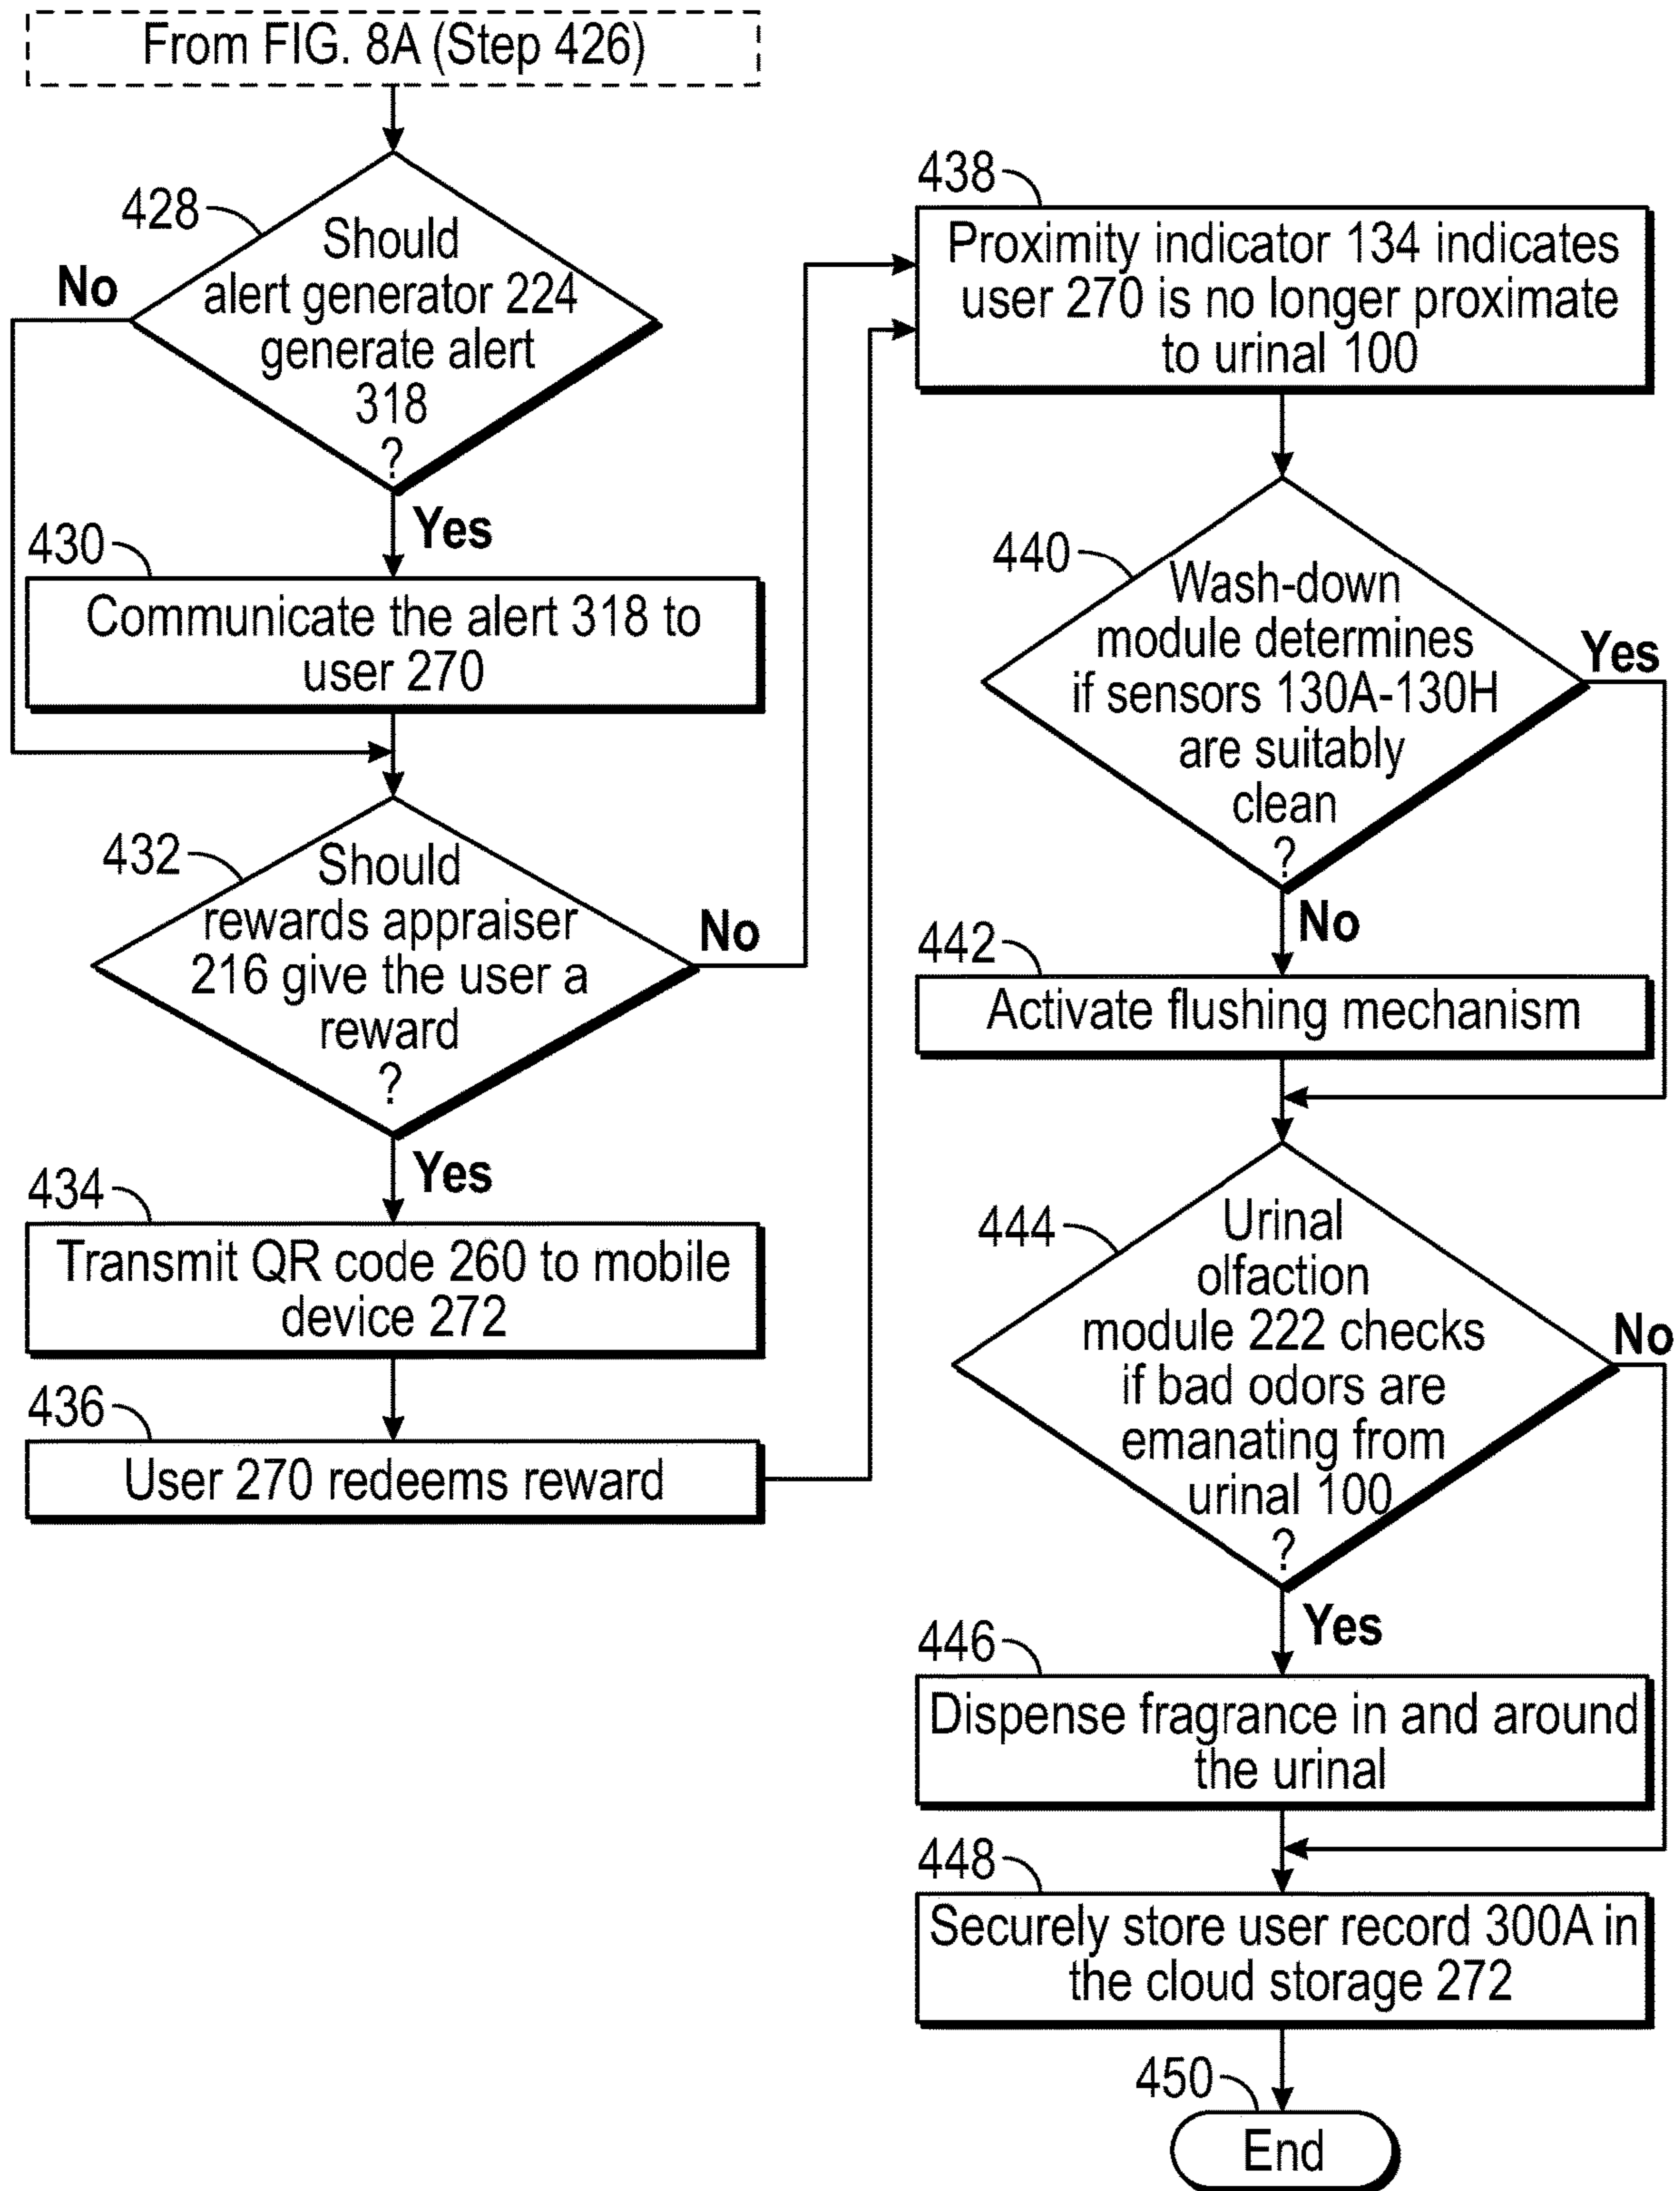 From FIG. 8A (Step 426)
428
Should
alert generator 224
generate alert
318
?
No
Yes
430
Communicate the alert 318 to
user 270
432
Should
rewards appraiser
216 give the user a
reward
?
No
Yes
434
Transmit QR code 260 to mobile
device 272
436
User 270 redeems reward
438
Proximity indicator 134 indicates
user 270 is no longer proximate
to urinal 100
440
Wash-down
module determines
if sensors 130A-130H
are suitably
clean
?
Yes
No
442
Activate flushing mechanism
444
Urinal
olfaction
module 222 checks
if bad odors are
emanating from
urinal 100
?
No
Yes
446
Dispense fragrance in and around
the urinal
448
Securely store user record 300A in
the cloud storage 272
450
End